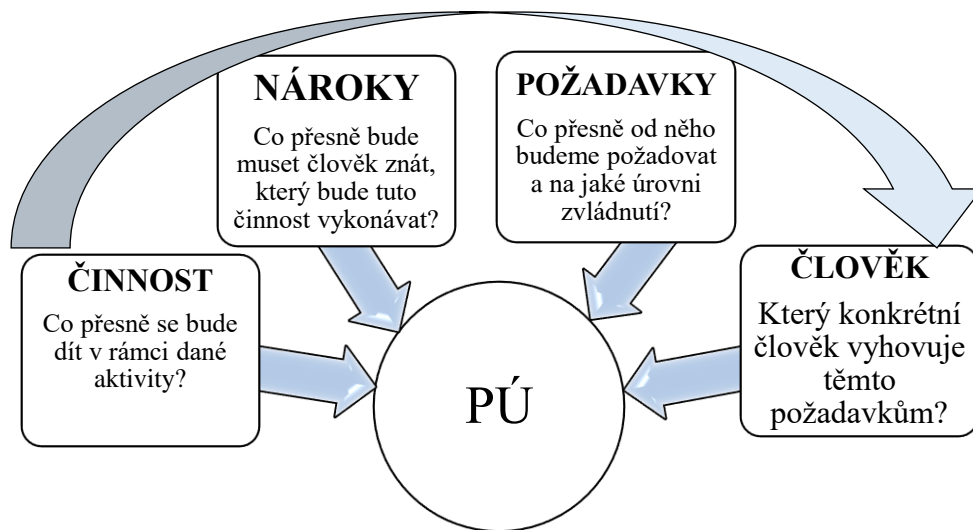 ČINNOST
Co přesně se bude
dít v rámci dané
aktivity?
NÁROKY
Co přesně bude
muset člověk znát,
který bude tuto
činnost vykonávat?
POŽADAVKY
Co přesně od něho
budeme požadovat
a na jaké úrovni
zvládnutí?
ČLOVĚK
Který konkrétní
člověk vyhovuje
těmto
požadavkům?
PÚ